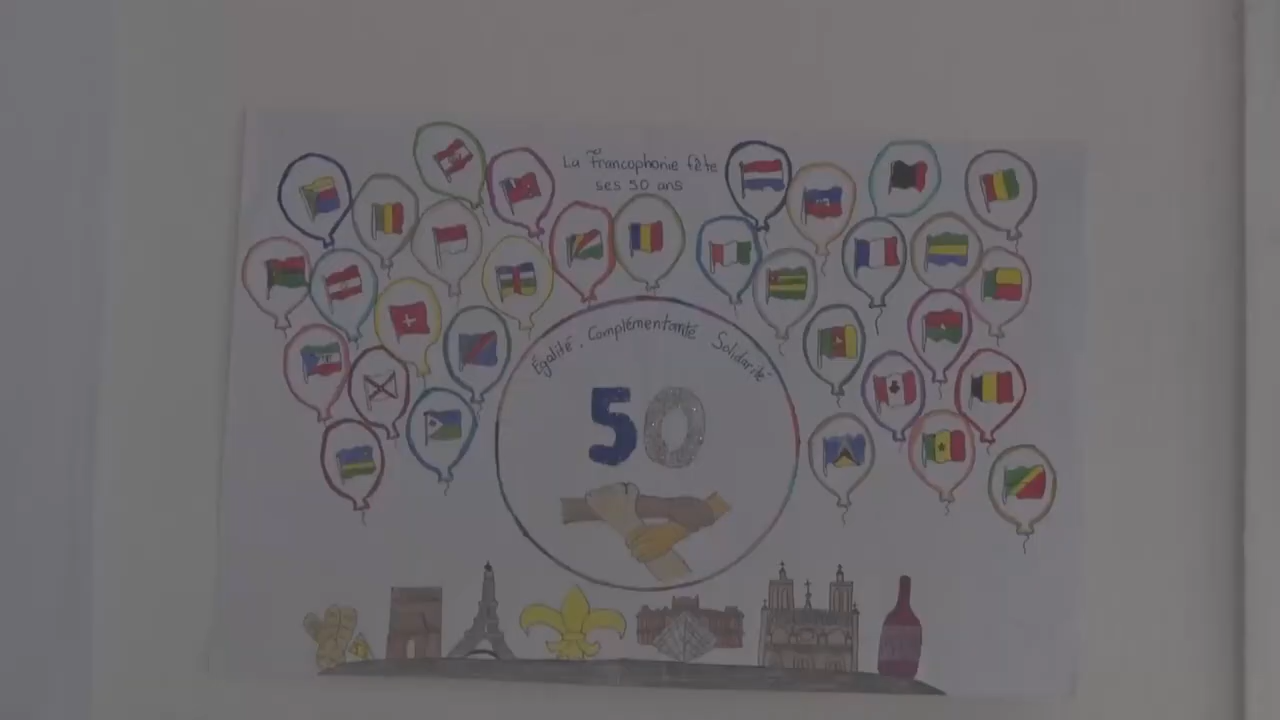 La Francophonie fête
ses 50 ans
Égalité. Complémentarité Solidarité
50